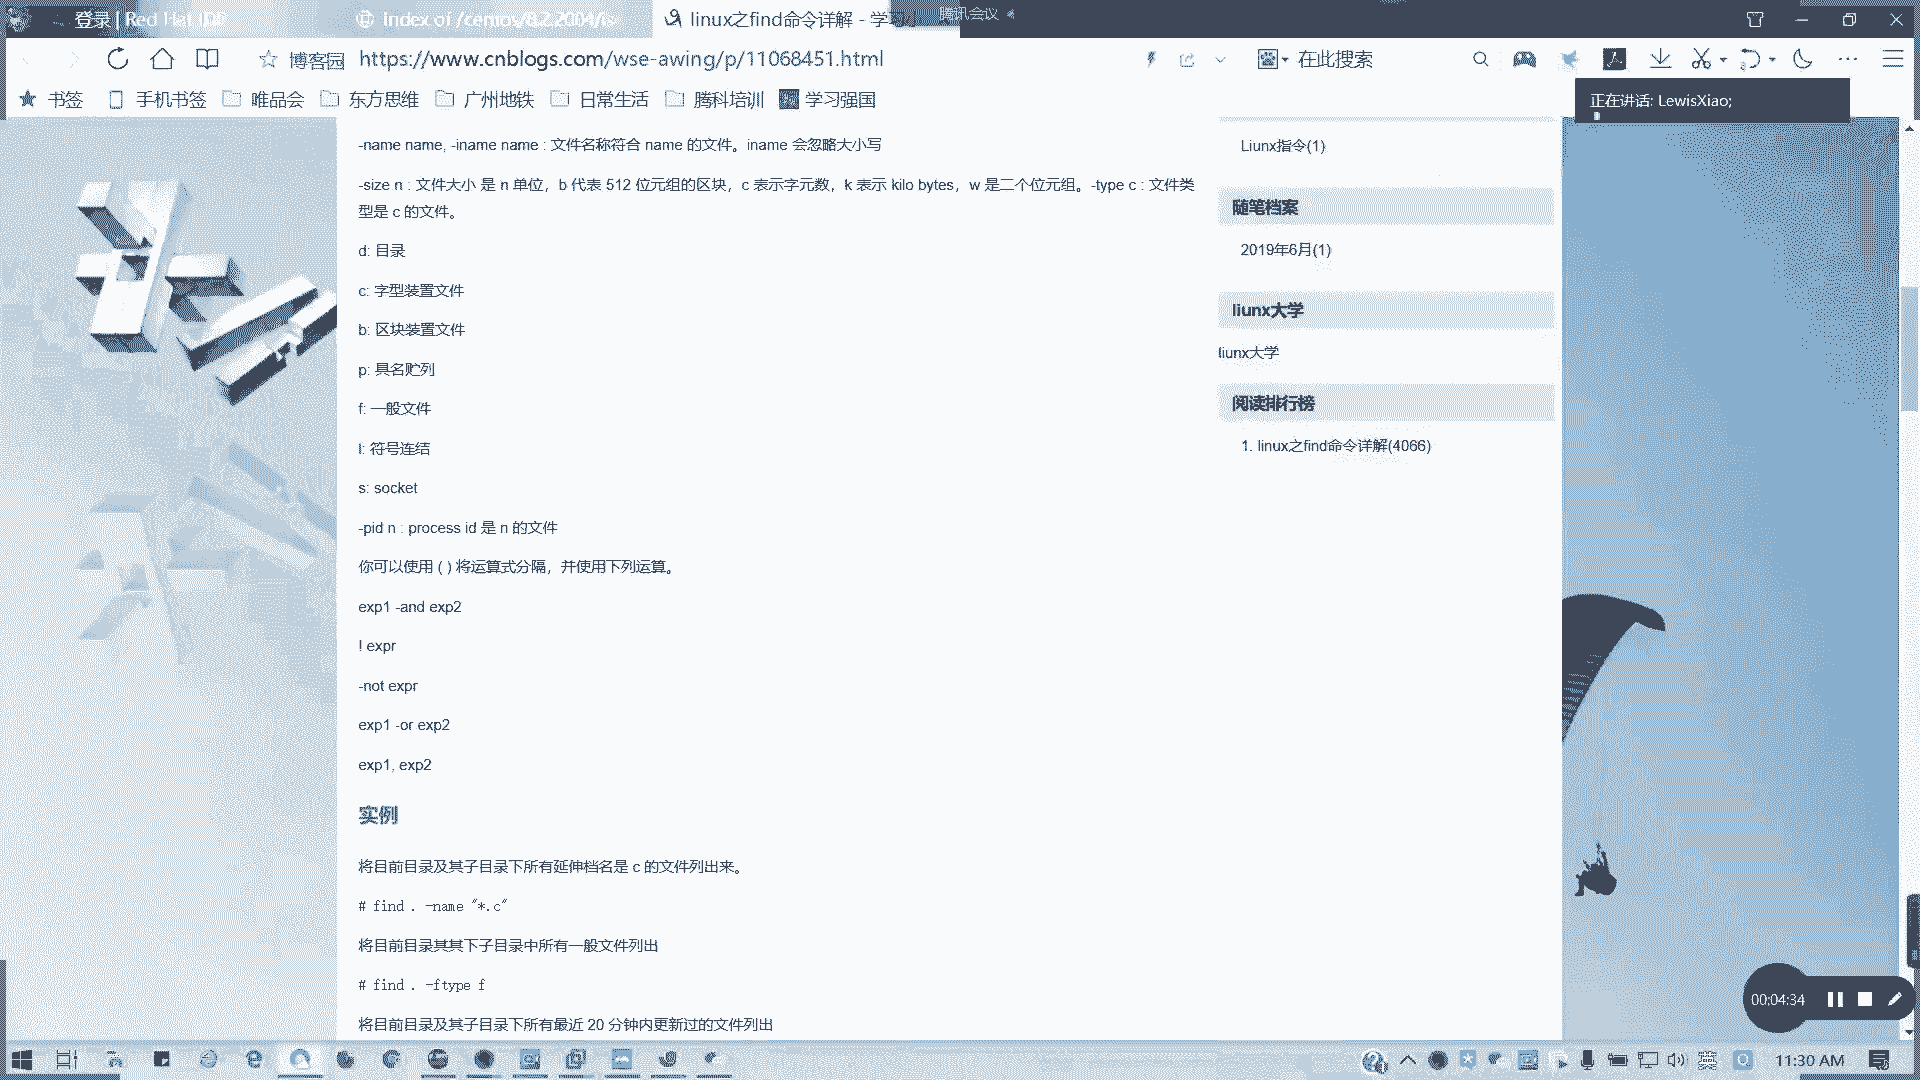 登录 | Red Hat IDP
Index of /centos/8.2.2004/is
linux之find命令详解 - 学习
腾讯会议
博客园
https://www.cnblogs.com/wse-awing/p/11068451.html
在此搜索
书签
手机书签
唯品会
东方思维
广州地铁
日常生活
腾科培训
学习强国
正在讲话: LewisXiao;
-name name, -iname name : 文件名称符合 name 的文件。iname 会忽略大小写
-size n : 文件大小 是 n 单位，b 代表 512 位元组的区块，c 表示字元数，k 表示 kilo bytes，w 是二个位元组。-type c : 文件类
型是 c 的文件。
d: 目录
c: 字型装置文件
b: 区块装置文件
p: 具名贮列
f: 一般文件
l: 符号连结
s: socket
-pid n : process id 是 n 的文件
你可以使用 ( ) 将运算式分隔，并使用下列运算。
exp1 -and exp2
! expr
-not expr
exp1 -or exp2
exp1, exp2
实例
将目前目录及其子目录下所有延伸档名是 c 的文件列出来。
# find . -name "*.c"
将目前目录其其下子目录中所有一般文件列出
# find . -ftype f
将目前目录及其子目录下所有最近 20 分钟内更新过的文件列出
Liunx指令(1)
随笔档案
2019年6月(1)
liunx大学
liunx大学
阅读排行榜
1. linux之find命令详解(4066)
00:04:34
英
11:30 AM